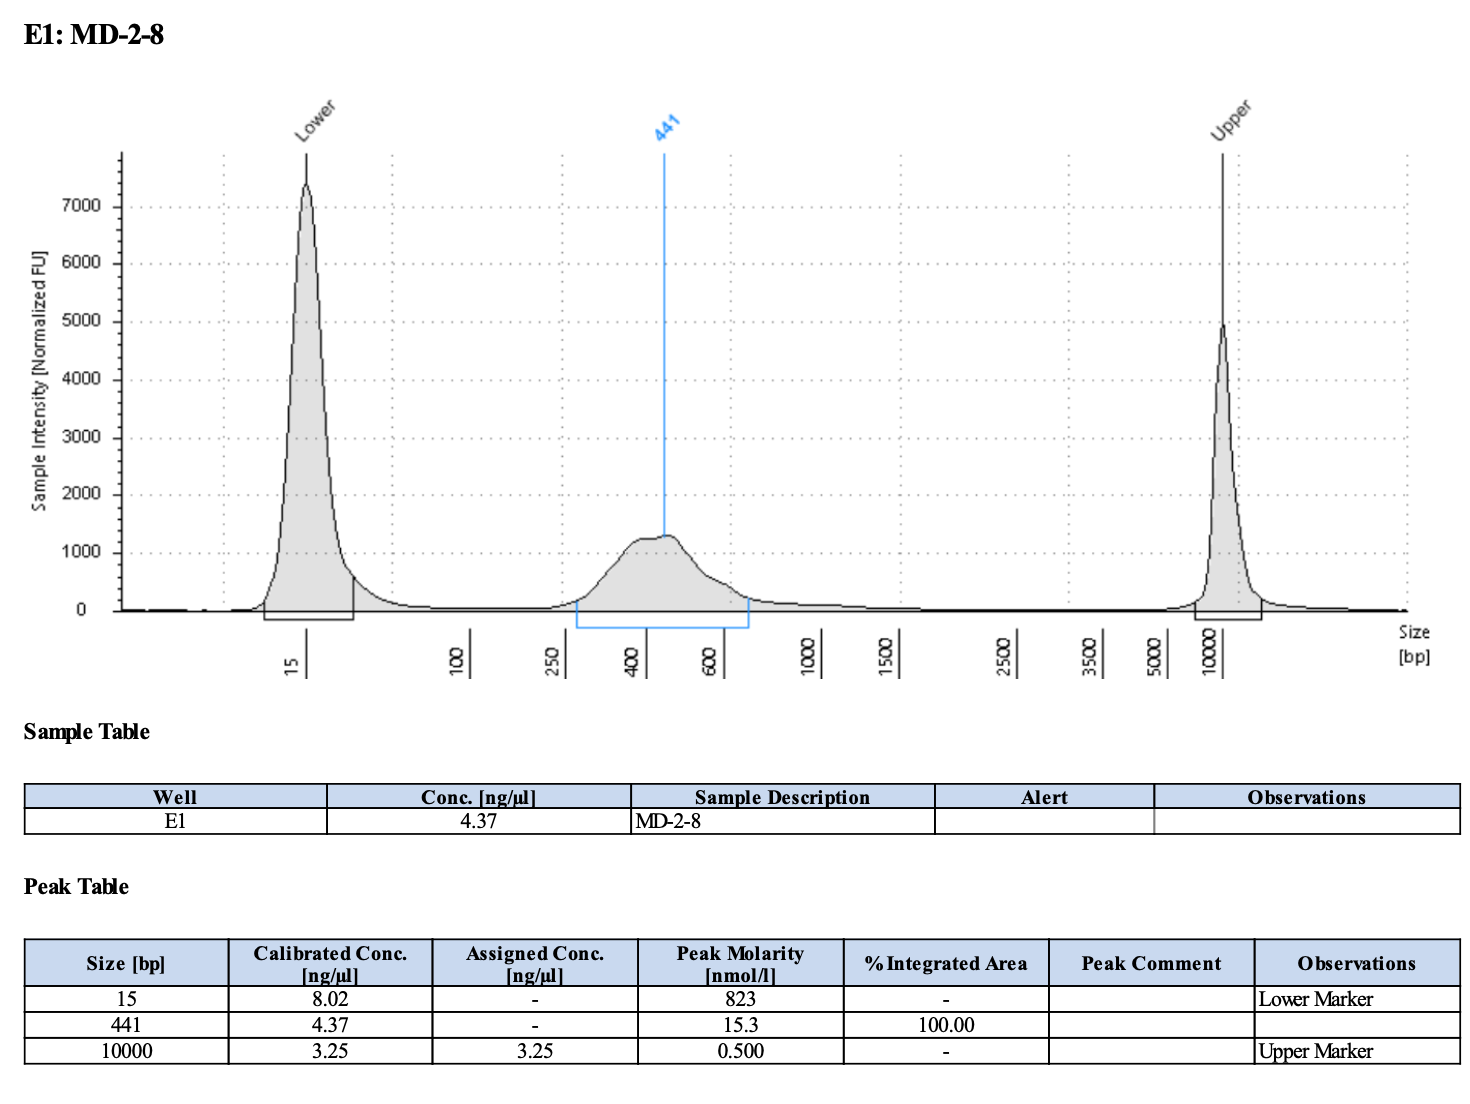 E1: MD-2-8
Lower
441
Upper
Sample Intensity [Normalized FU]
7000
6000
5000
4000
3000
2000
1000
0
15
100
250
400
600
1000
1500
2500
3500
5000
10000
Size
[bp]
Sample Table
Well Conc. [ng/µl] Sample Description Alert Observations
E1 4.37 MD-2-8
Peak Table
Size [bp] Calibrated Conc. [ng/µl] Assigned Conc. [ng/µl] Peak Molarity [nmol/l] % Integrated Area Peak Comment Observations
15 8.02 - 823 - Lower Marker
441 4.37 - 15.3 100.00
10000 3.25 3.25 0.500 - Upper Marker